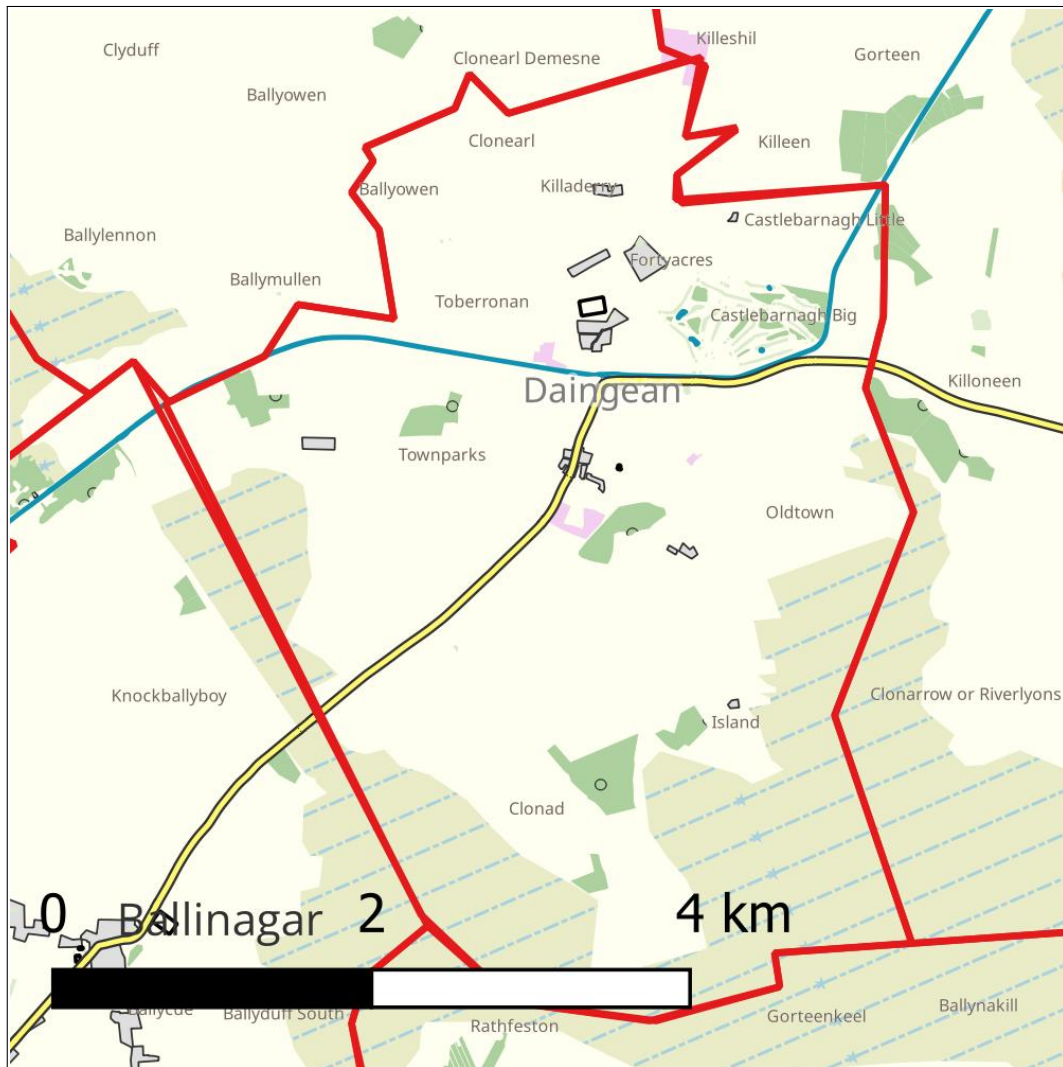 Clyduff
Killeshil
Clonearl Demesne
Gorteen
Ballyowen
Clonearl
Killeen
Ballyowen
Killaderry
Castlebarnagh Little
Ballylennon
Fortyacres
Ballymullen
Toberronan
Castlebarnagh Big
Daingean
Killoneen
Townparks
Oldtown
Knockballyboy
Clonarrow or Riverlyons
Island
Clonad
0 2 4 km
Ballinagar
Ballycue
Ballyduff South
Rathfeston
Gorteenkeel
Ballynakill